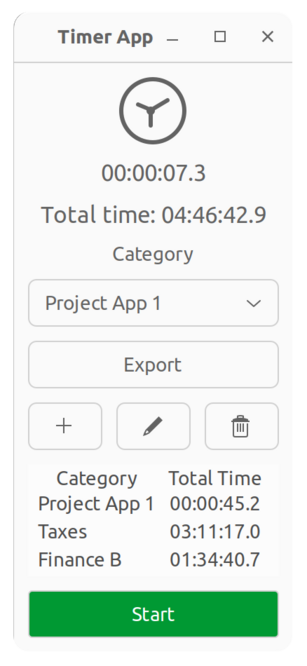 Timer App
00:00:07.3
Total time: 04:46:42.9
Category
Project App 1
Export
Category Total Time
Project App 1 00:00:45.2
Taxes 03:11:17.0
Finance B 01:34:40.7
Start